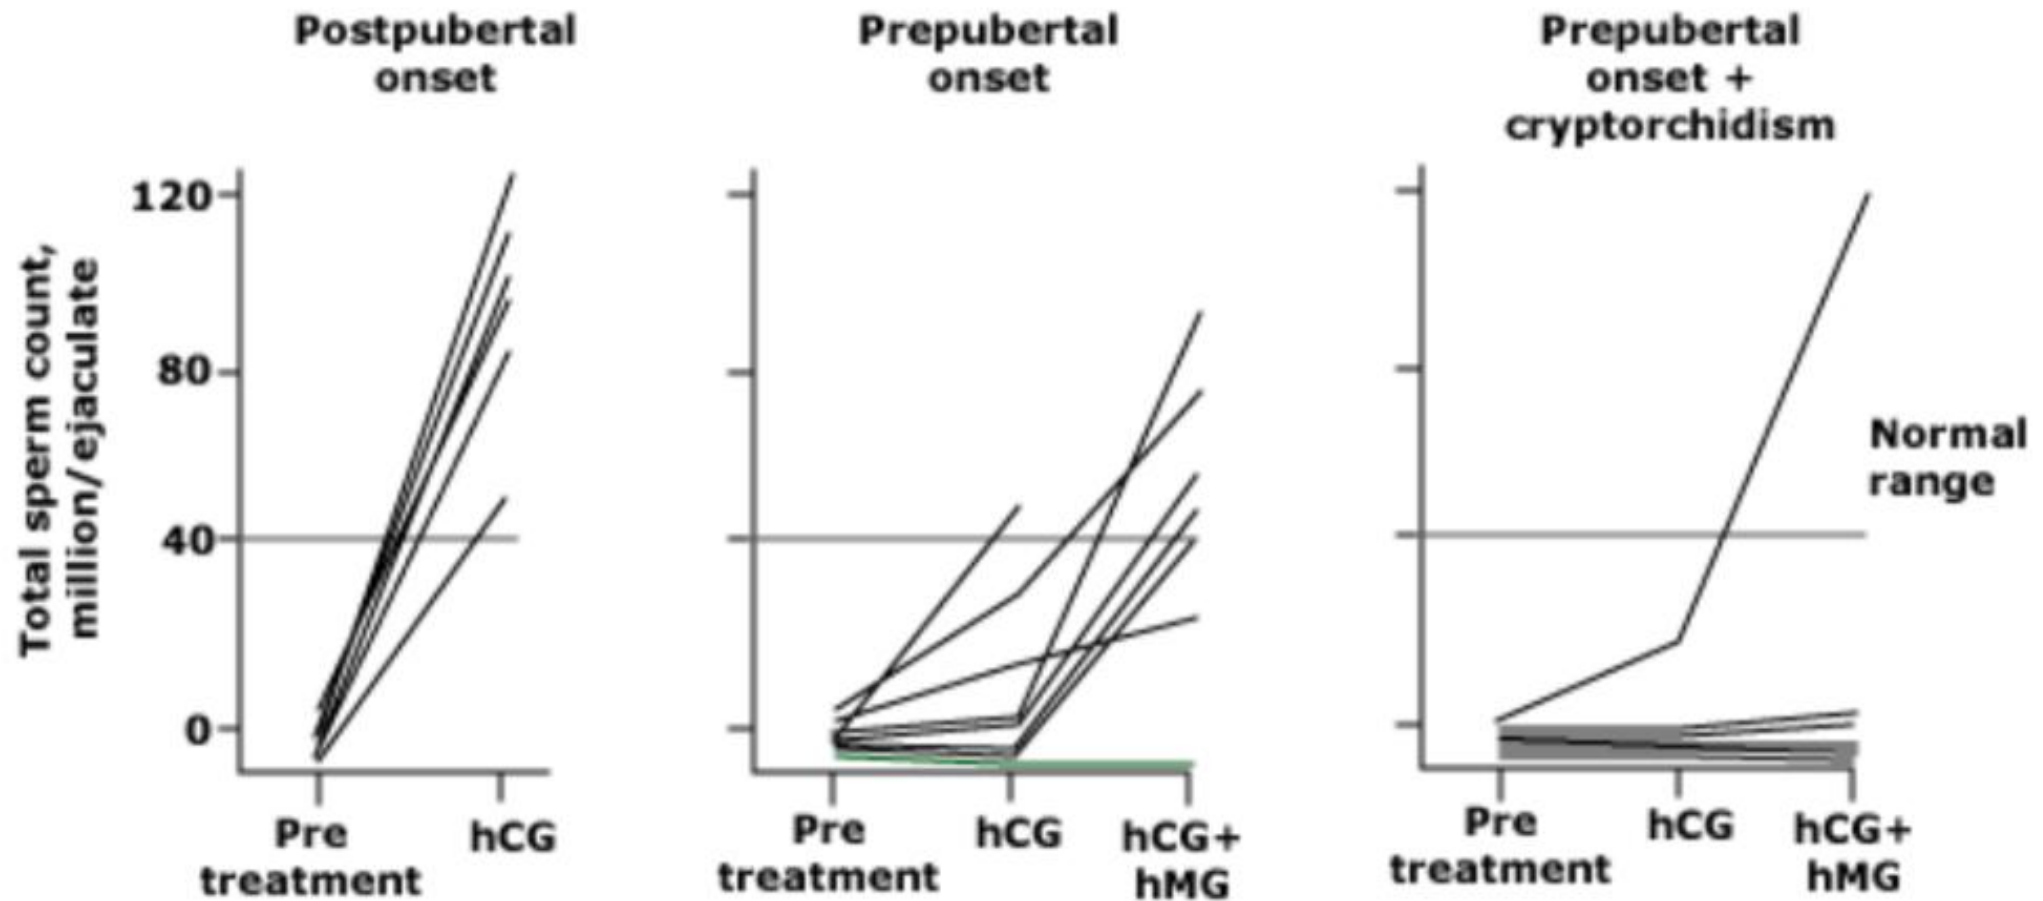 Postpubertal
onset
Prepubertal
onset
Prepubertal
onset +
cryptorchidism
Total sperm count,
million/ejaculate
120
80
40
0
Normal
range
Pre
treatment
hCG
Pre
treatment
hCG
hCG+
hMG
Pre
treatment
hCG
hCG+
hMG